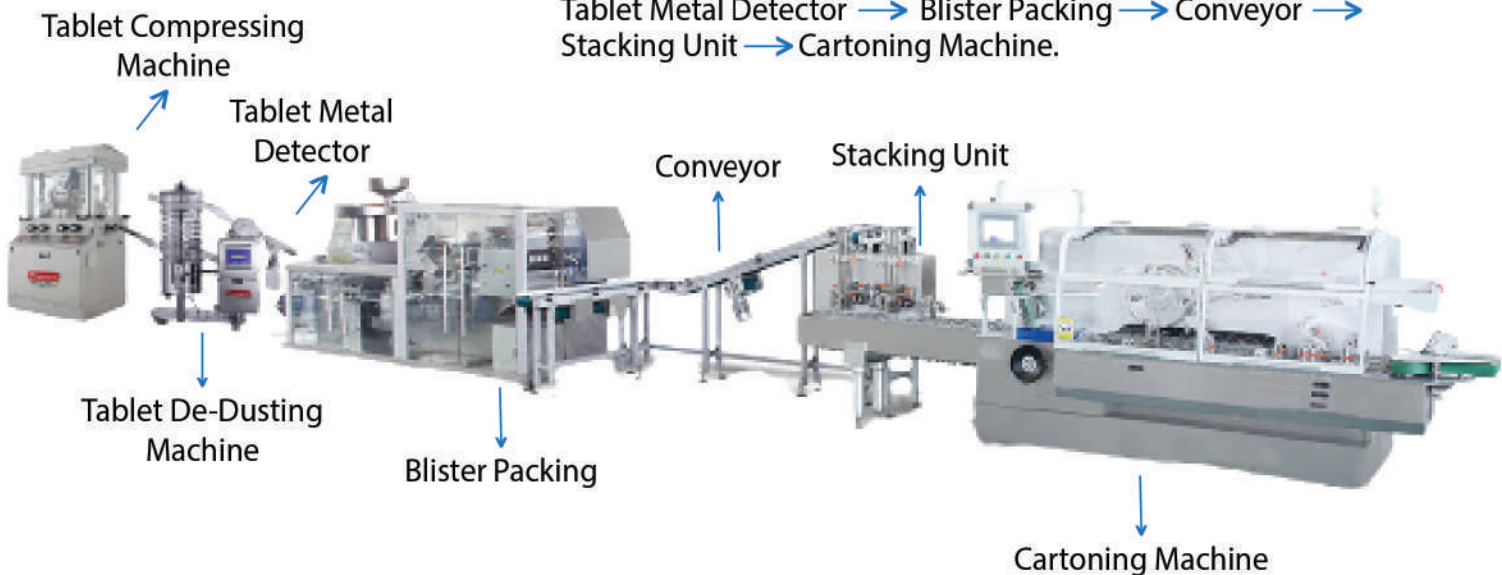 Tablet Metal Detector → Blister Packing → Conveyor →
Stacking Unit → Cartoning Machine.
Tablet Compressing
Machine
Tablet Metal
Detector
Conveyor
Stacking Unit
Tablet De-Dusting
Machine
Blister Packing
Cartoning Machine